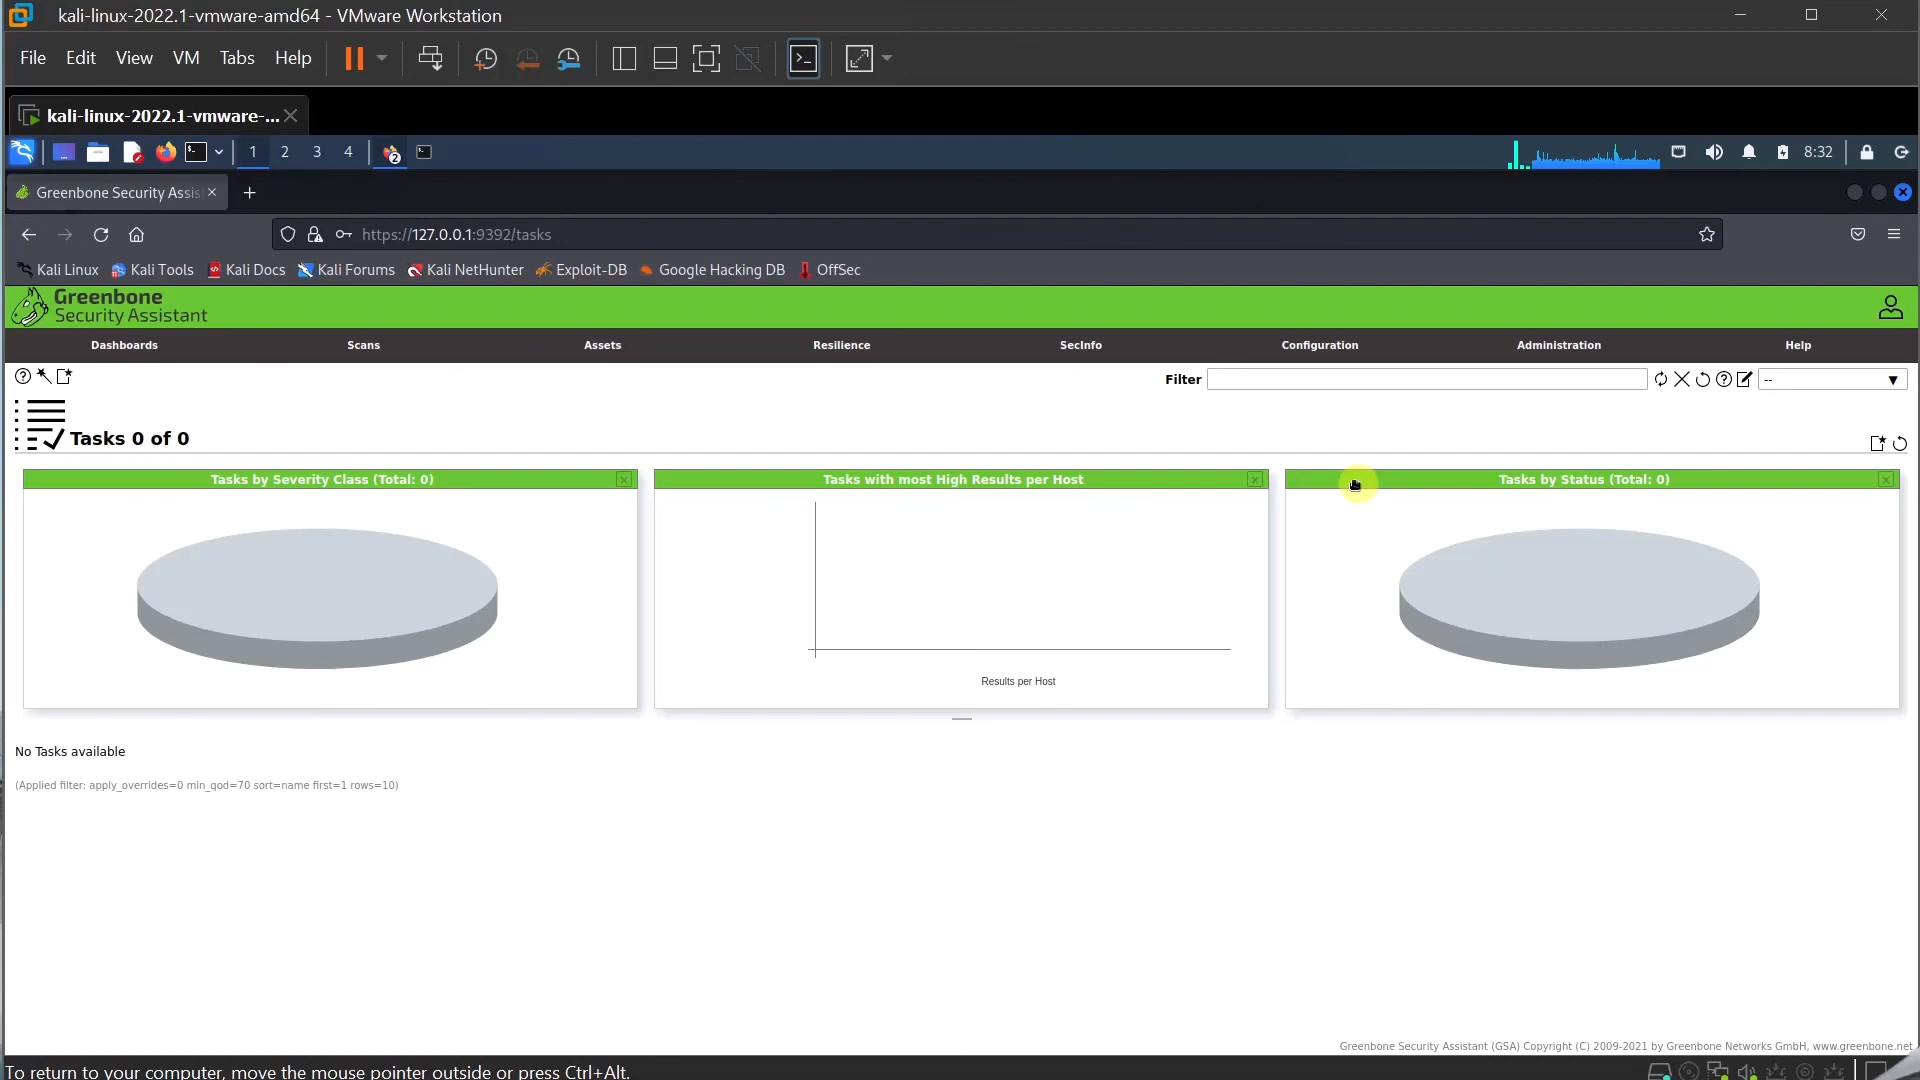 kali-linux-2022.1-vmware-amd64 - VMware Workstation
File Edit View VM Tabs Help
kali-linux-2022.1-vmware-...
1 2 3 4 2 8:32
Greenbone Security Assis
https://127.0.0.1:9392/tasks
Kali Linux Kali Tools Kali Docs Kali Forums Kali NetHunter Exploit-DB Google Hacking DB OffSec
Greenbone
Security Assistant
Dashboards Scans Assets Resilience SecInfo Configuration Administration Help
Filter --
Tasks 0 of 0
Tasks by Severity Class (Total: 0) Tasks with most High Results per Host Tasks by Status (Total: 0)
Results per Host
No Tasks available
(Applied filter: apply_overrides=0 min_qod=70 sort=name first=1 rows=10)
Greenbone Security Assistant (GSA) Copyright (C) 2009-2021 by Greenbone Networks GmbH, www.greenbone.net
To return to your computer, move the mouse pointer outside or press Ctrl+Alt.